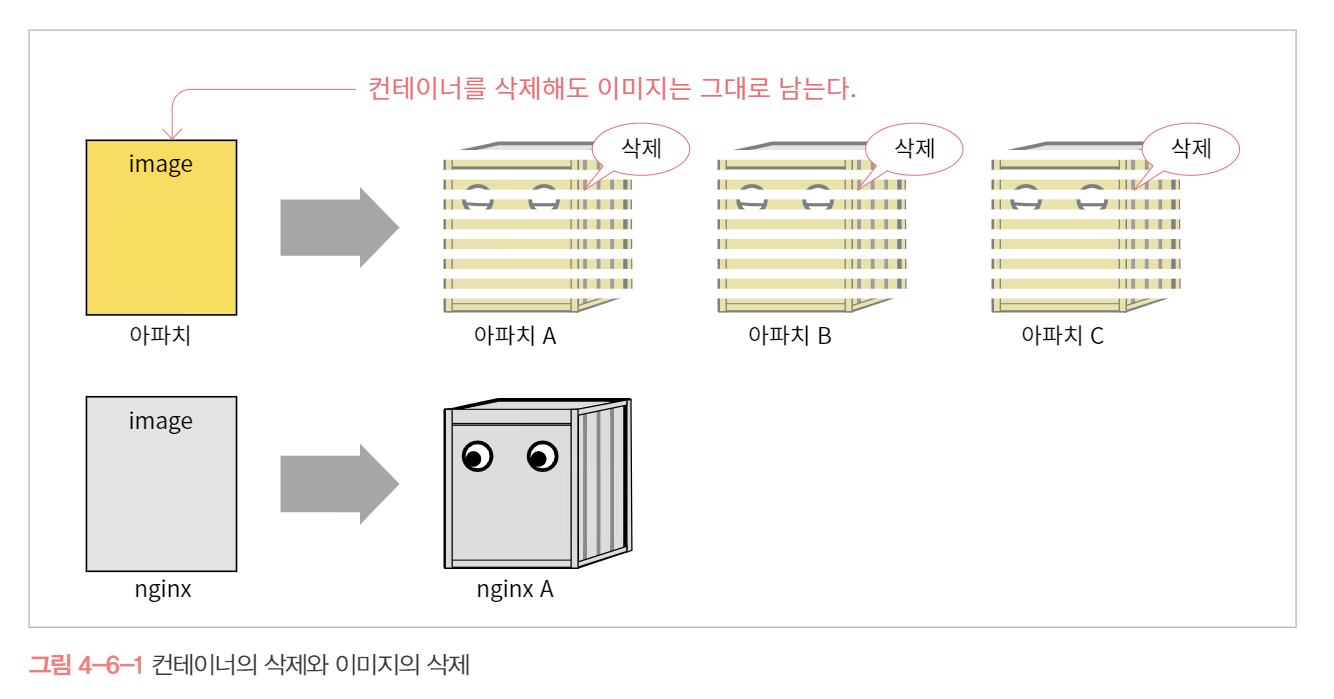 컨테이너를 삭제해도 이미지는 그대로 남는다.
image
삭제
삭제
삭제
아파치
아파치 A
아파치 B
아파치 C
image
nginx
nginx A
그림 4-6-1 컨테이너의 삭제와 이미지의 삭제